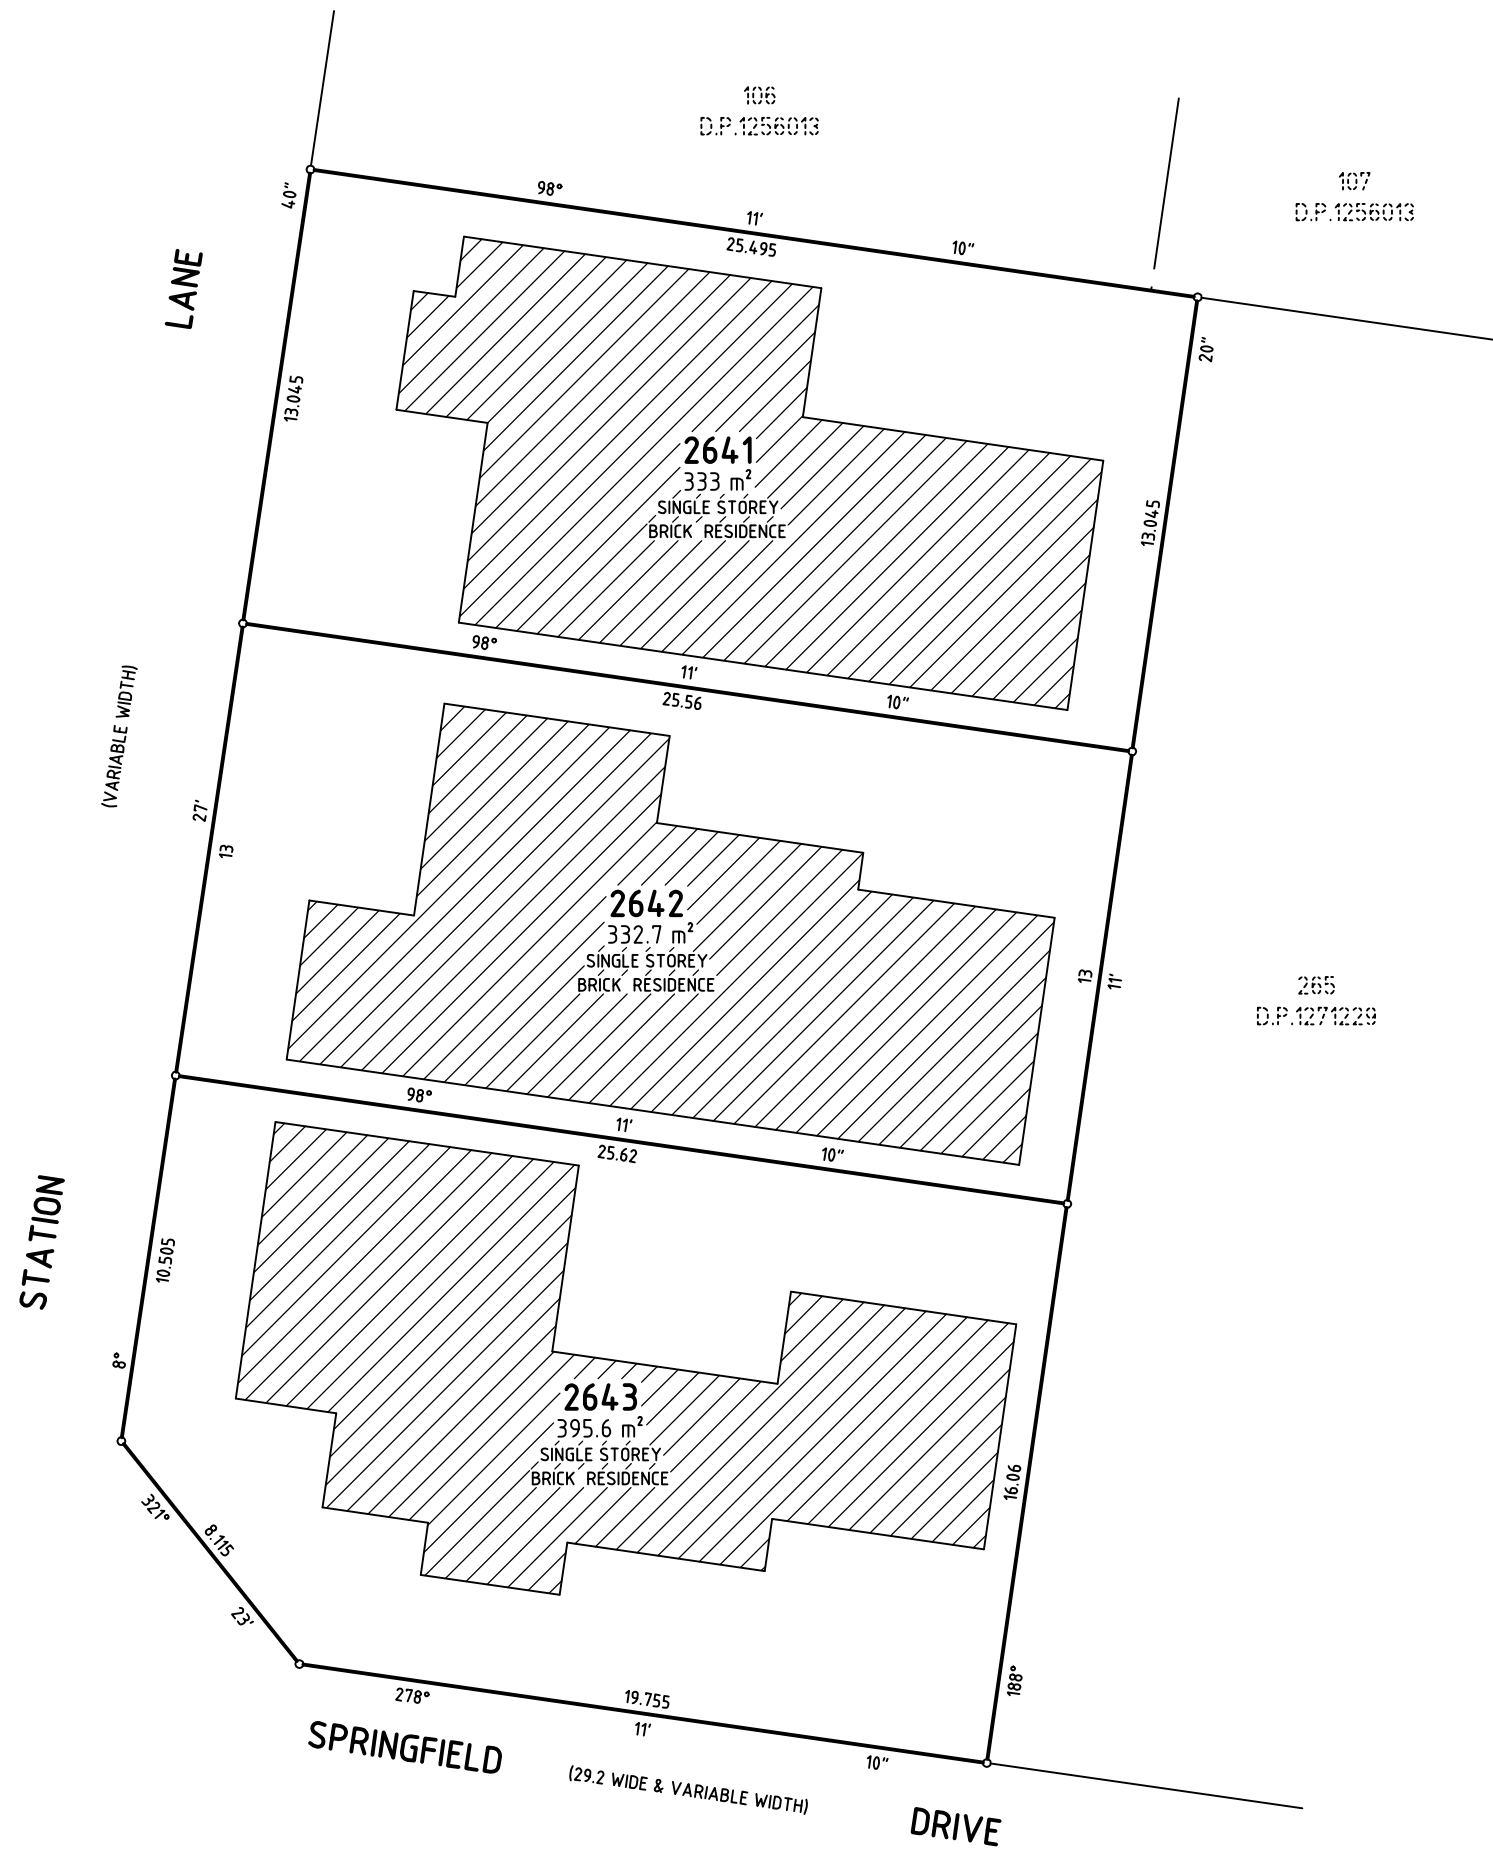 106
D.P.1256013
107
D.P.1256013
40"
98°
11'
25.495
10"
LANE
20"
13.045
2641
333 m²
SINGLE STOREY
BRICK RESIDENCE
13.045
98°
11'
25.56
10"
(VARIABLE WIDTH)
27'
13
2642
332.7 m²
SINGLE STOREY
BRICK RESIDENCE
13
11'
265
D.P.1271229
98°
11'
25.62
10"
STATION
10.505
8°
2643
395.6 m²
SINGLE STOREY
BRICK RESIDENCE
16.06
321°
8.115
23'
188°
278°
19.755
11'
10"
SPRINGFIELD
(29.2 WIDE & VARIABLE WIDTH)
DRIVE